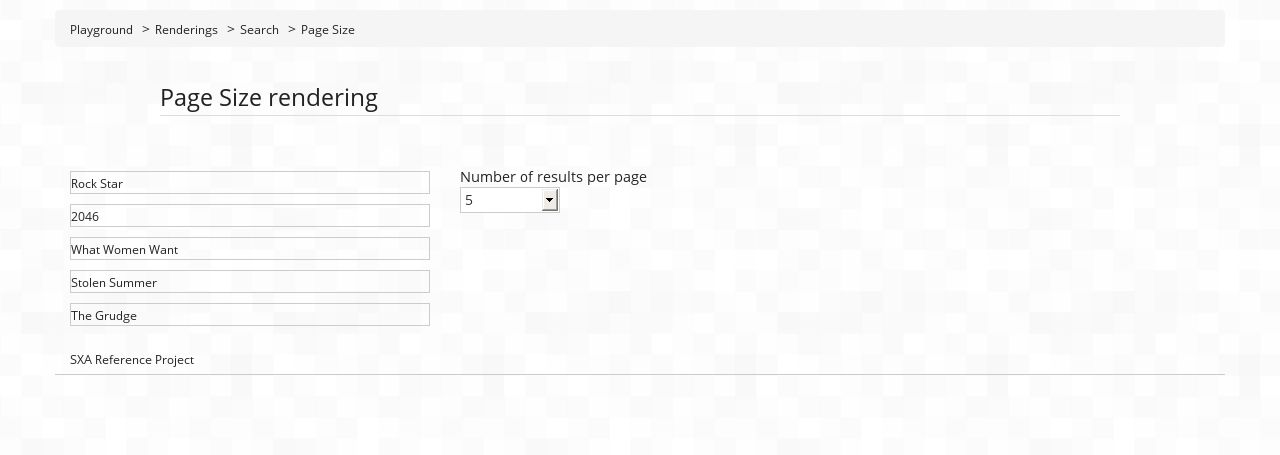 Playground > Renderings > Search > Page Size
Page Size rendering
Rock Star
2046
What Women Want
Stolen Summer
The Grudge
Number of results per page
5
SXA Reference Project